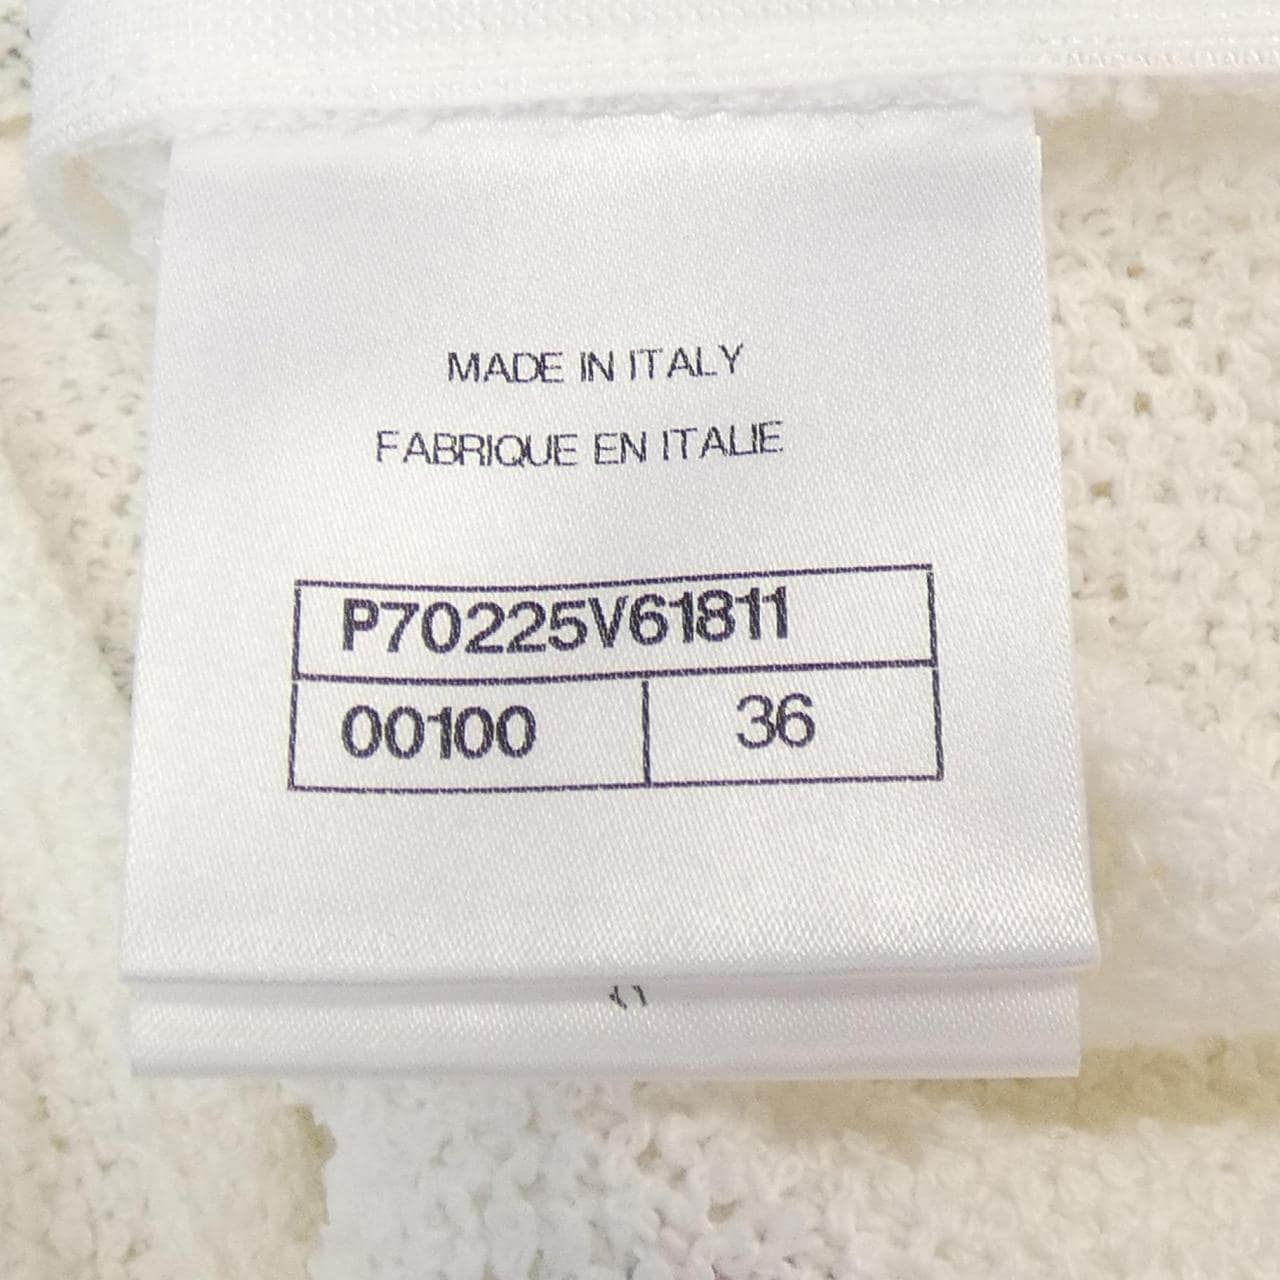 MADE IN ITALY
FABRIQUE EN ITALIE
P70225V61811
00100 36